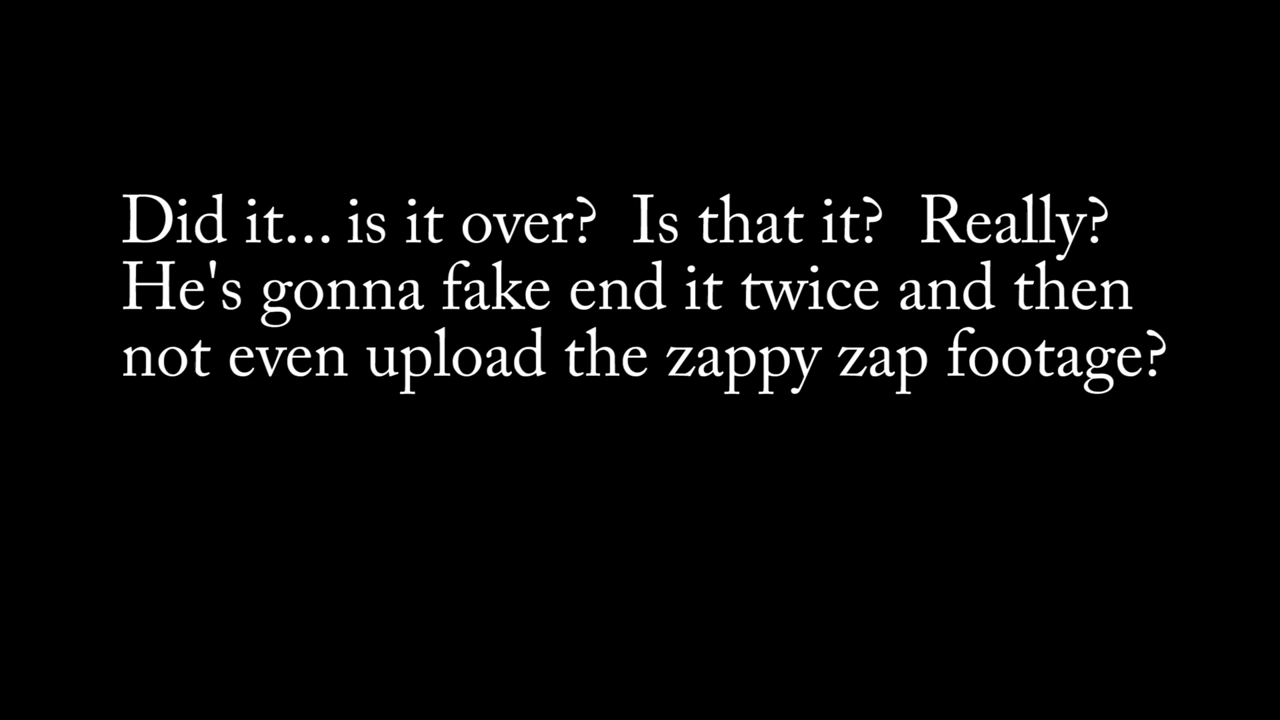 Did it... is it over?  Is that it?  Really?
He's gonna fake end it twice and then
not even upload the zappy zap footage?